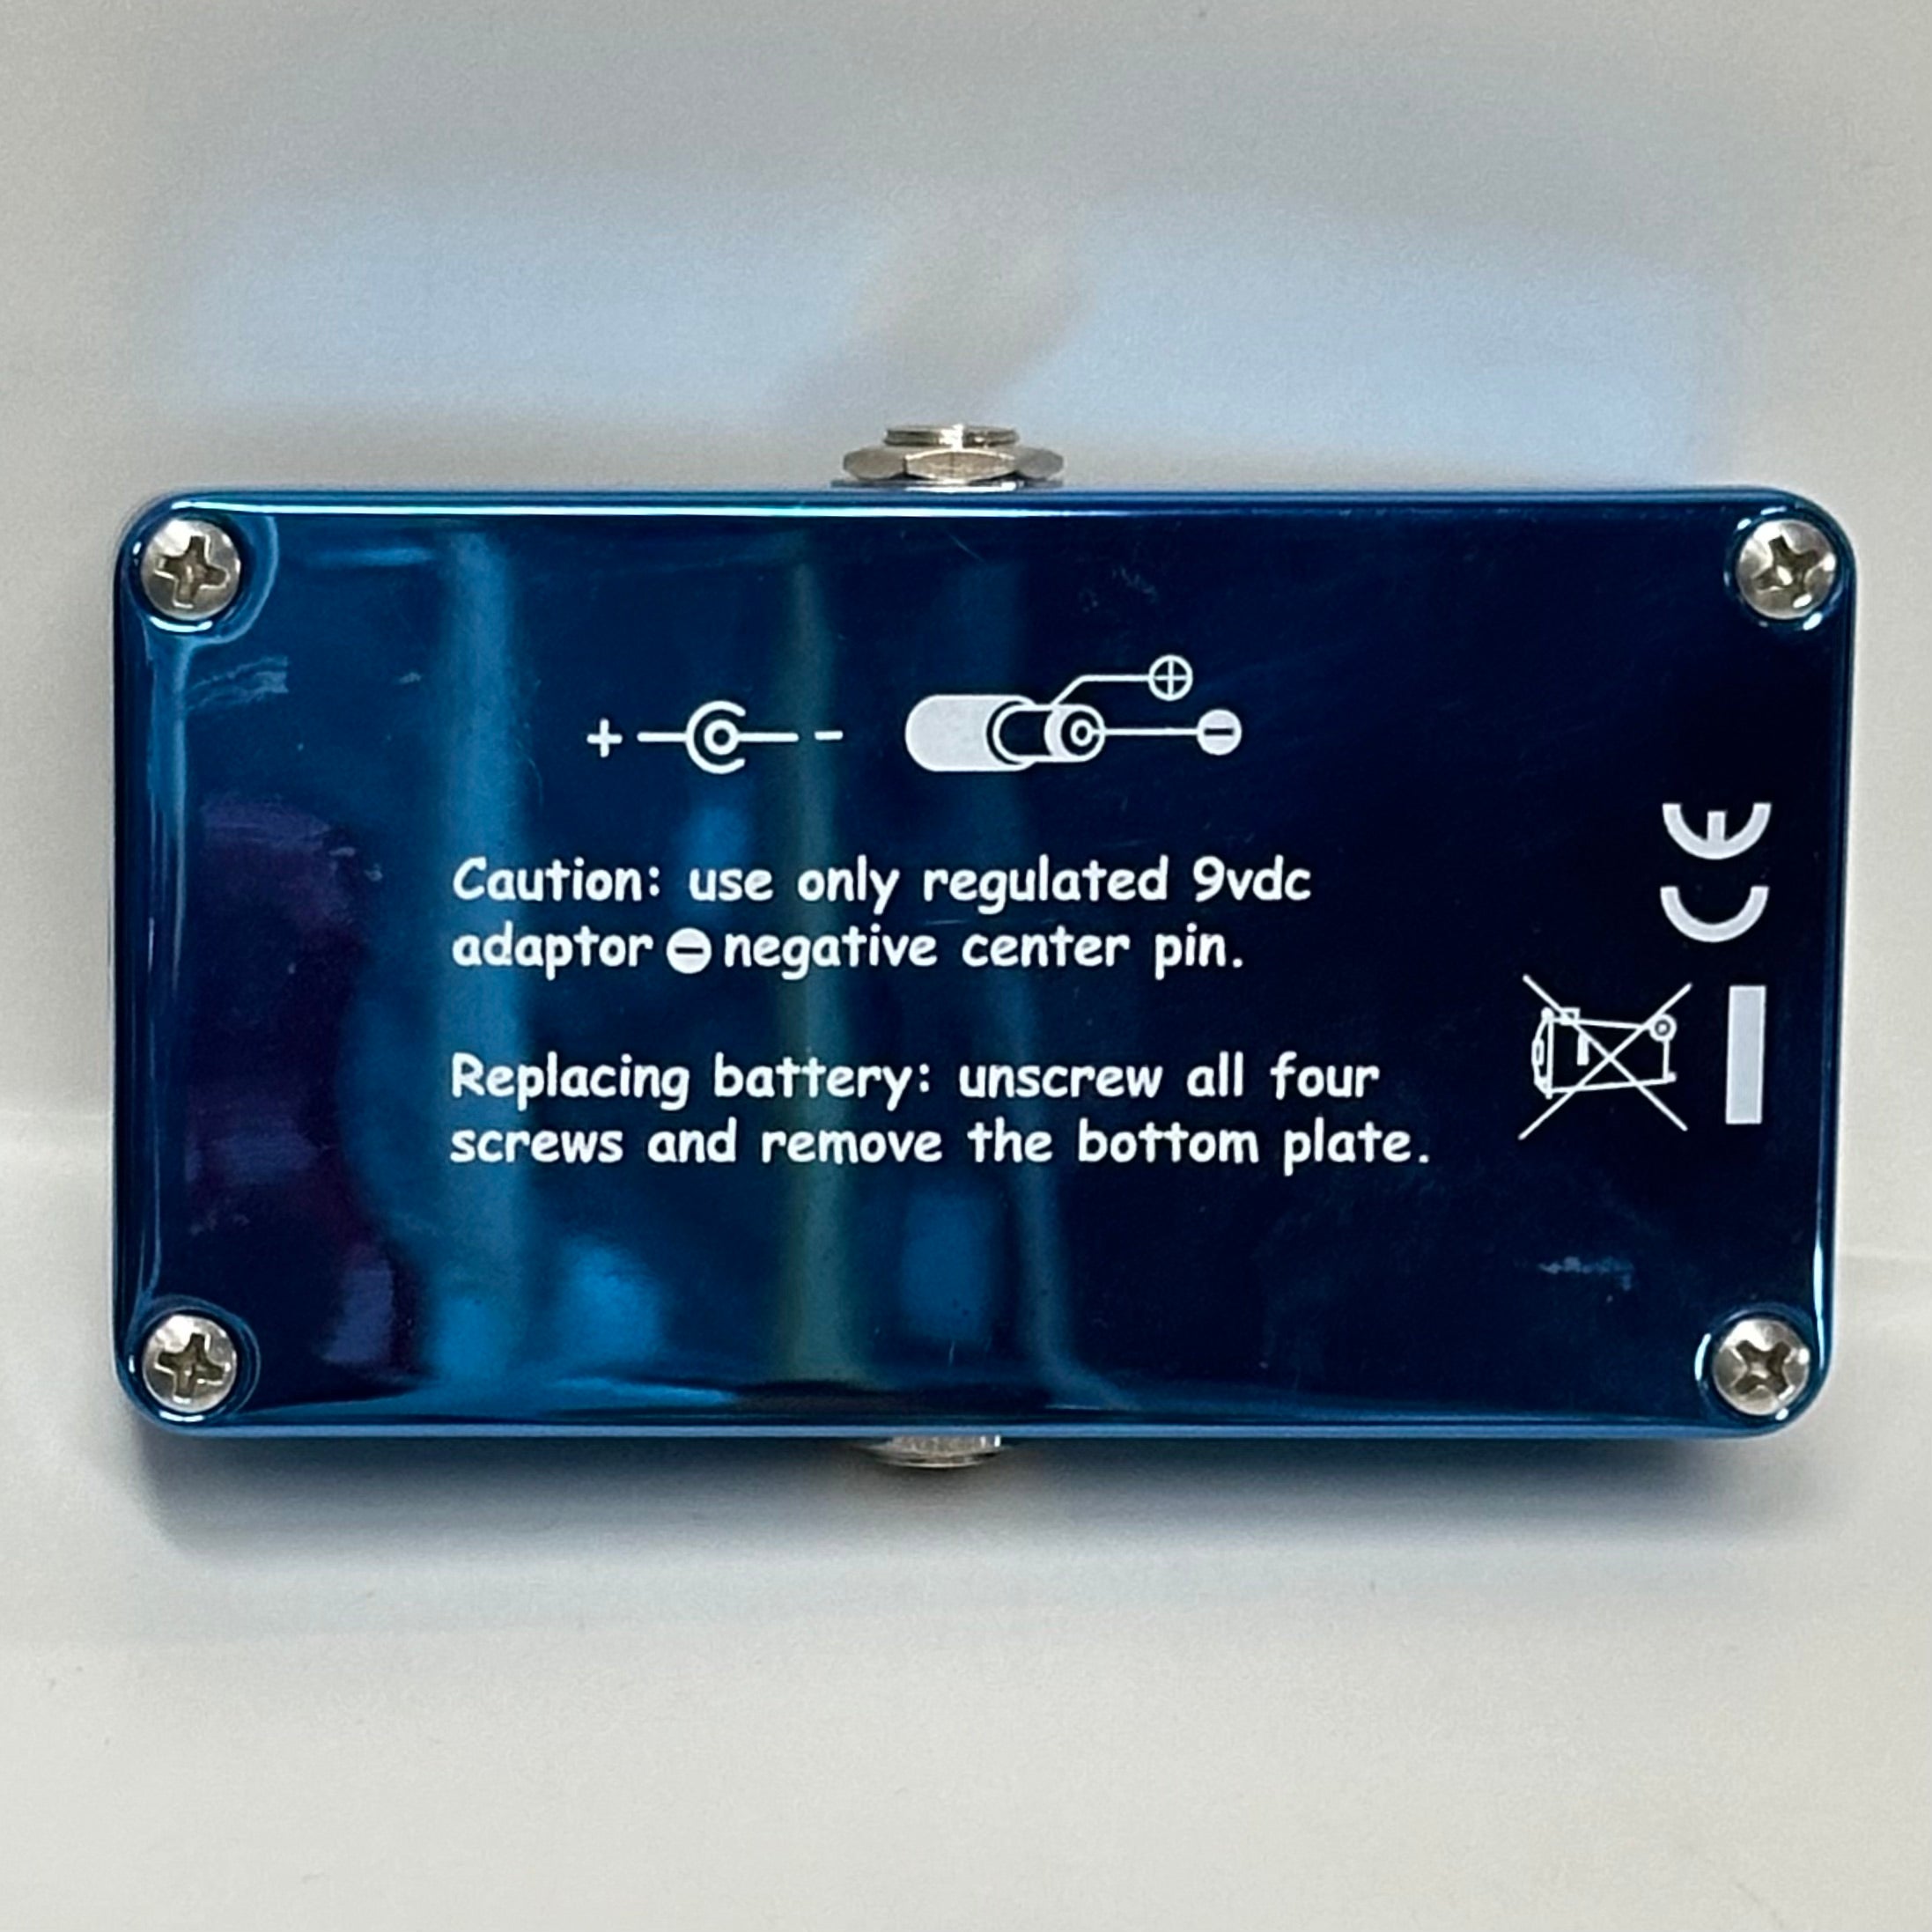 + -
Caution: use only regulated 9vdc
adaptor ⊖ negative center pin.
Replacing battery: unscrew all four
screws and remove the bottom plate.
CE